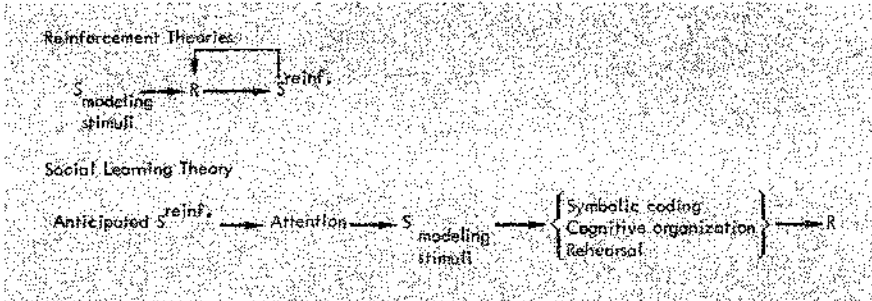 Reinforcement Theories
S modeling stimuli → R → S reinf.
Social Learning Theory
Anticipated S reinf. → Attention → S modeling stimuli → { Symbolic coding
Cognitive organization
Rehearsal } → R